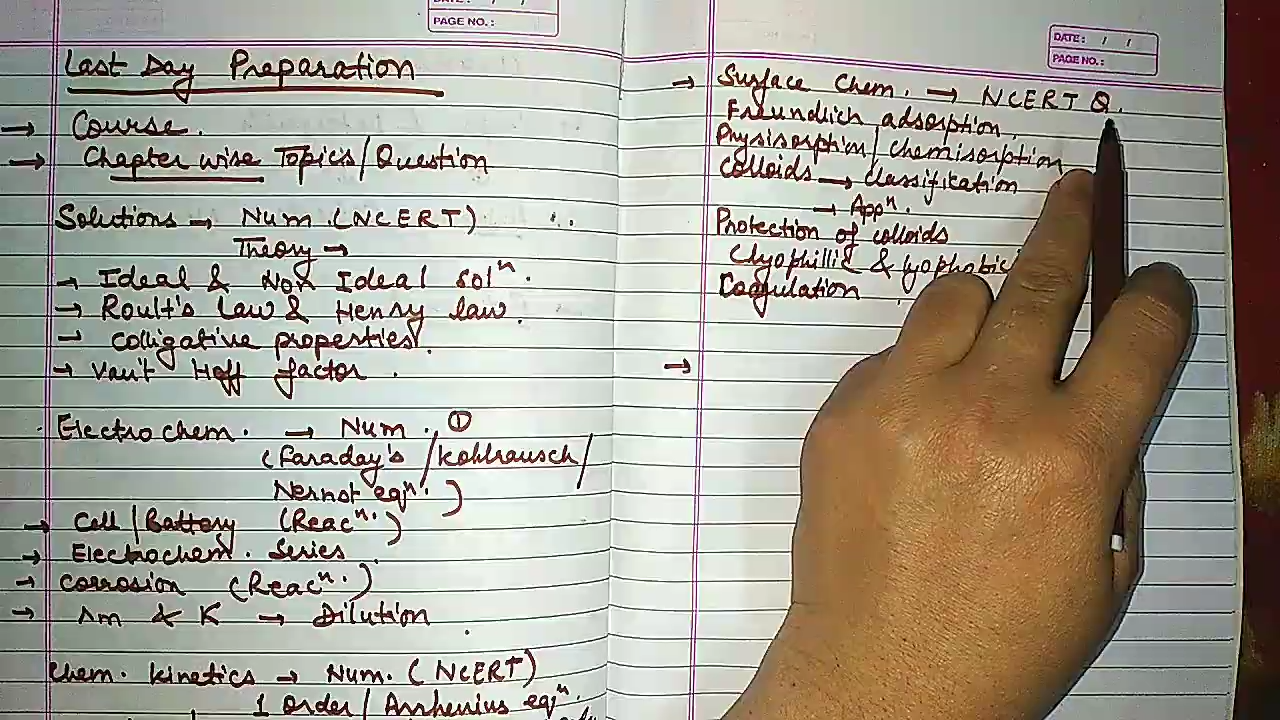 DATE: / /
PAGE NO.:
Last Day Preparation
→ Course.
→ Chapter wise Topics/Question
Solutions → Num. (NCERT)
Theory →
→ Ideal & Non Ideal solⁿ.
→ Roult's Law & Henry law.
→ Colligative properties.
→ Vant Hoff factor.
Electrochem. → Num. ①
(Faraday's /Kohlrausch/
Nernst eqⁿ.)
→ Cell/Battery (Reacⁿ.)
→ Electrochem. Series
→ Corrosion (Reacⁿ.)
→ Λm & K → Dilution
Chem. kinetics → Num. (NCERT)
1 Order/Arrhenius eqⁿ.
DATE: / /
PAGE NO.:
→ Surface Chem. → NCERT Q.
Freundlich adsorption.
Physisorption/Chemisorption
Colloids → Classification
→ Appⁿ.
Protection of colloids
&
Coagulation
→